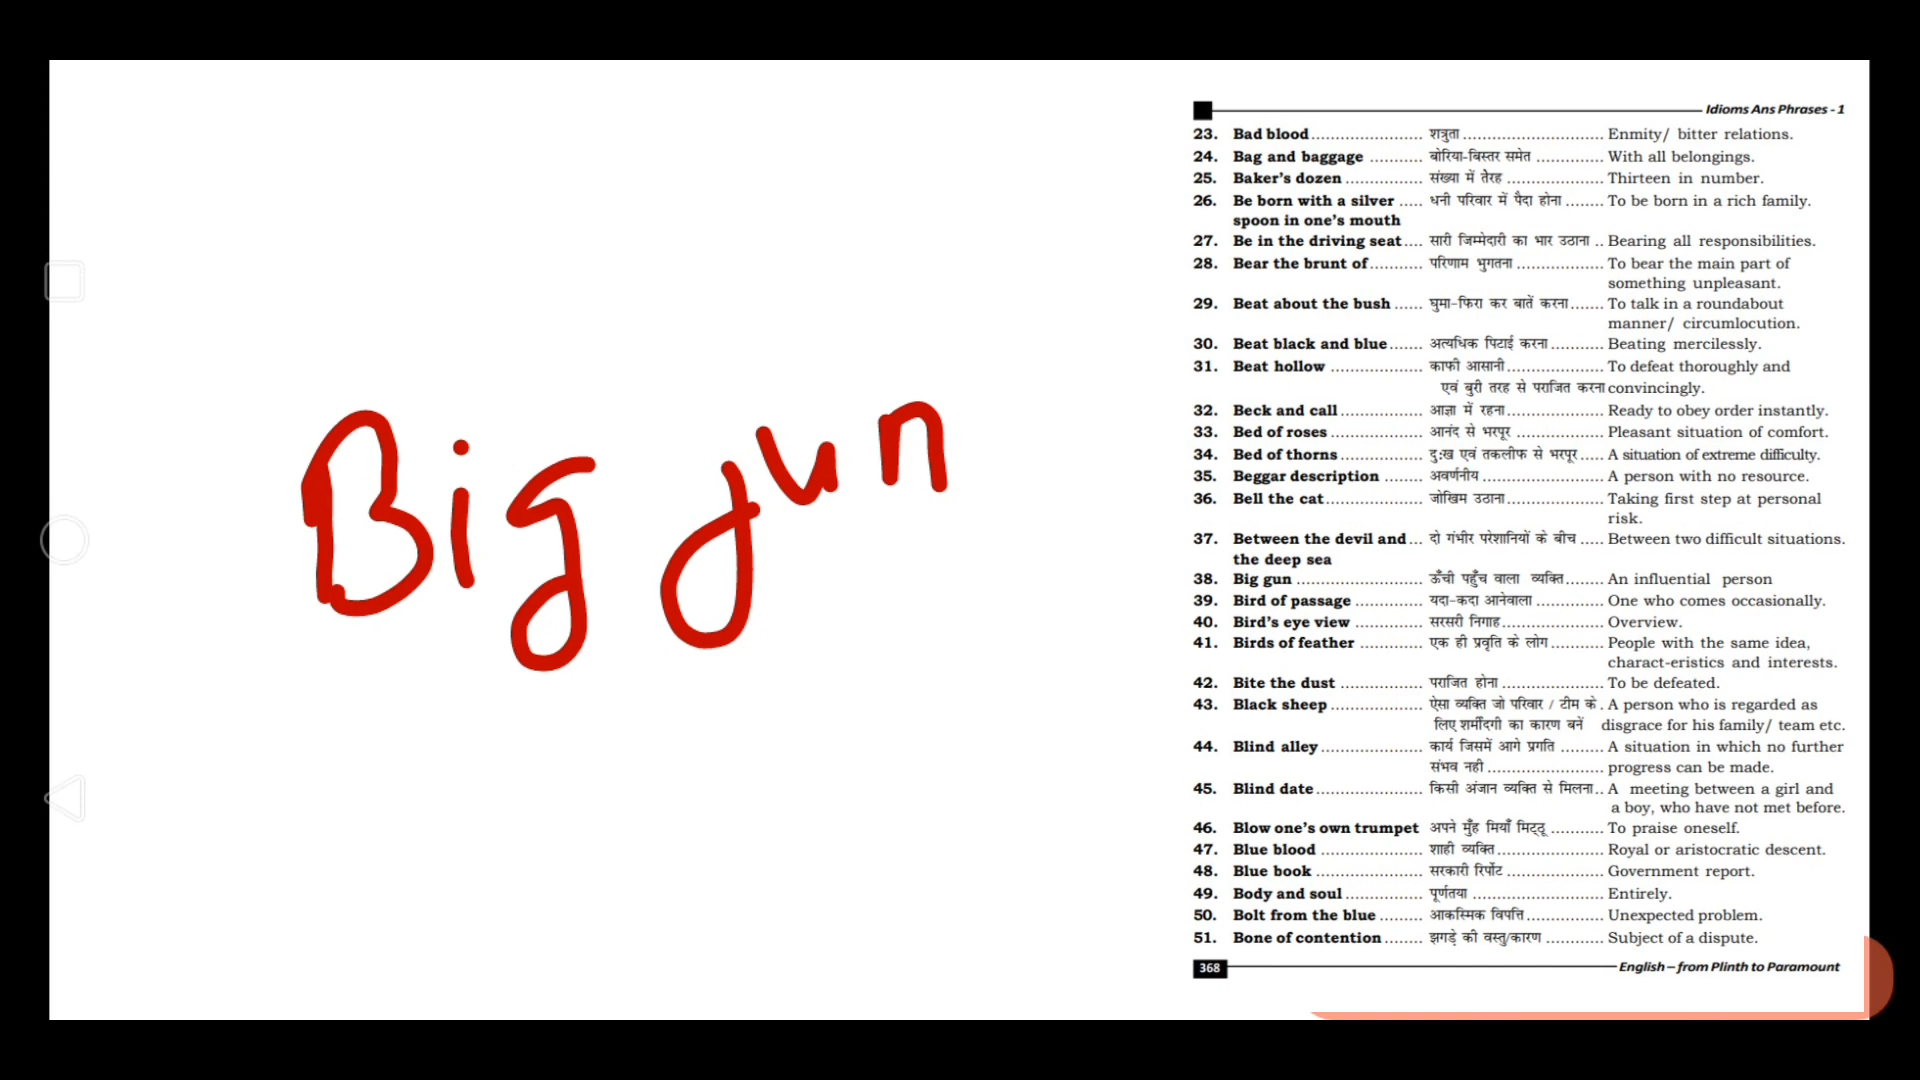 Big gun
Idioms Ans Phrases - 1
23. Bad blood ....................... शत्रुता ............................. Enmity/ bitter relations.
24. Bag and baggage ........... बोरिया-बिस्तर समेत .............. With all belongings.
25. Baker's dozen ................ संख्या में तेरह .................... Thirteen in number.
26. Be born with a silver ..... धनी परिवार में पैदा होना ........ To be born in a rich family.
spoon in one's mouth
27. Be in the driving seat .... सारी जिम्मेदारी का भार उठाना .. Bearing all responsibilities.
28. Bear the brunt of ........... परिणाम भुगतना .................. To bear the main part of
something unpleasant.
29. Beat about the bush ...... घुमा-फिरा कर बातें करना ....... To talk in a roundabout
manner/ circumlocution.
30. Beat black and blue ....... अत्यधिक पिटाई करना ........... Beating mercilessly.
31. Beat hollow ................... काफी आसानी .................... To defeat thoroughly and
एवं बुरी तरह से पराजित करना convincingly.
32. Beck and call ................. आज्ञा में रहना .................... Ready to obey order instantly.
33. Bed of roses ................... आनंद से भरपूर .................. Pleasant situation of comfort.
34. Bed of thorns ................. दु:ख एवं तकलीफ से भरपूर ..... A situation of extreme difficulty.
35. Beggar description ........ अवर्णनीय ......................... A person with no resource.
36. Bell the cat .................... जोखिम उठाना .................... Taking first step at personal
risk.
37. Between the devil and ... दो गंभीर परेशानियों के बीच ..... Between two difficult situations.
the deep sea
38. Big gun .......................... ऊँची पहुँच वाला व्यक्ति ........ An influential person
39. Bird of passage .............. यदा-कदा आनेवाला .............. One who comes occasionally.
40. Bird's eye view .............. सरसरी निगाह ..................... Overview.
41. Birds of feather ............. एक ही प्रवृति के लोग ........... People with the same idea,
charact-eristics and interests.
42. Bite the dust ................. पराजित होना ..................... To be defeated.
43. Black sheep ................... ऐसा व्यक्ति जो परिवार / टीम के . A person who is regarded as
लिए शर्मींदगी का कारण बनें disgrace for his family/ team etc.
44. Blind alley ..................... कार्य जिसमें आगे प्रगति ......... A situation in which no further
संभव नही ........................ progress can be made.
45. Blind date ...................... किसी अंजान व्यक्ति से मिलना .. A meeting between a girl and
a boy, who have not met before.
46. Blow one's own trumpet अपने मुँह मियाँ मिट्ठू ........... To praise oneself.
47. Blue blood ..................... शाही व्यक्ति ...................... Royal or aristocratic descent.
48. Blue book ...................... सरकारी रिर्पोट .................... Government report.
49. Body and soul ................ पूर्णतया ........................... Entirely.
50. Bolt from the blue ......... आकस्मिक विपत्ति ................ Unexpected problem.
51. Bone of contention ........ झगड़े की वस्तु/कारण ............ Subject of a dispute.
368 English – from Plinth to Paramount